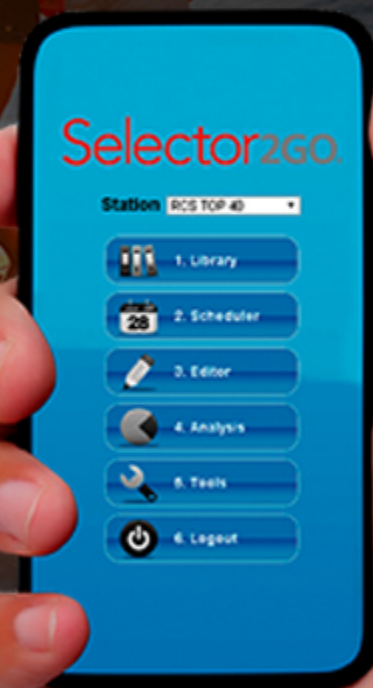 Selector2GO.
Station RCS TOP 40
1. Library
28
2. Scheduler
3. Editor
4. Analysis
5. Tools
6. Logout